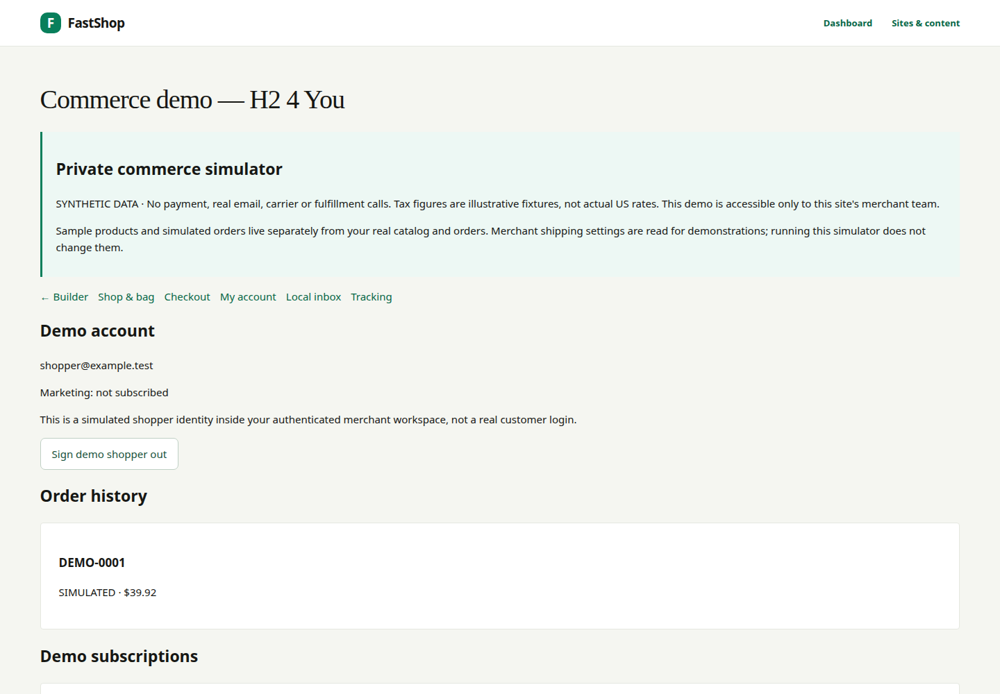 F FastShop
Dashboard Sites & content
Commerce demo — H2 4 You
Private commerce simulator
SYNTHETIC DATA · No payment, real email, carrier or fulfillment calls. Tax figures are illustrative fixtures, not actual US rates. This demo is accessible only to this site's merchant team.
Sample products and simulated orders live separately from your real catalog and orders. Merchant shipping settings are read for demonstrations; running this simulator does not
change them.
← Builder Shop & bag Checkout My account Local inbox Tracking
Demo account
shopper@example.test
Marketing: not subscribed
This is a simulated shopper identity inside your authenticated merchant workspace, not a real customer login.
Sign demo shopper out
Order history
DEMO-0001
SIMULATED · $39.92
Demo subscriptions